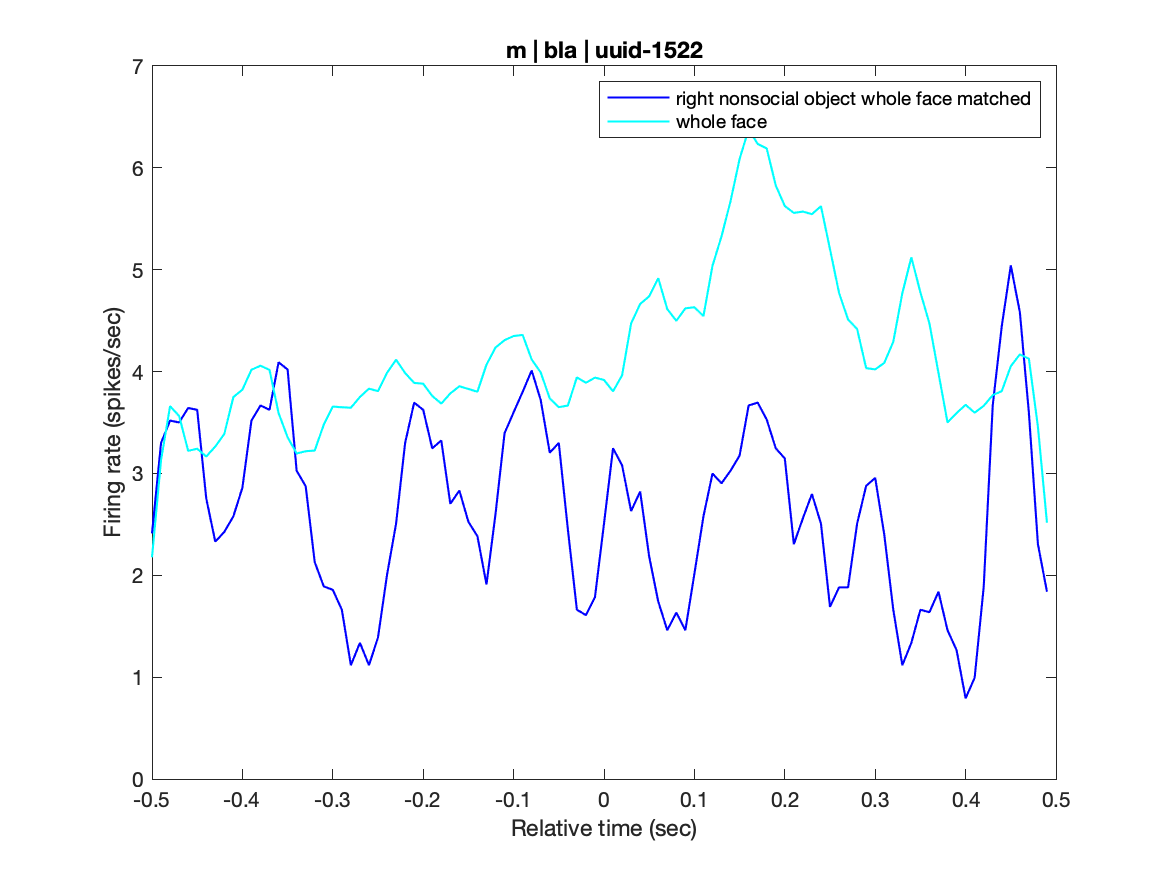 m | bla | uuid-1522
right nonsocial object whole face matched
whole face
Firing rate (spikes/sec)
7
6
5
4
3
2
1
0
-0.5 -0.4 -0.3 -0.2 -0.1 0 0.1 0.2 0.3 0.4 0.5
Relative time (sec)